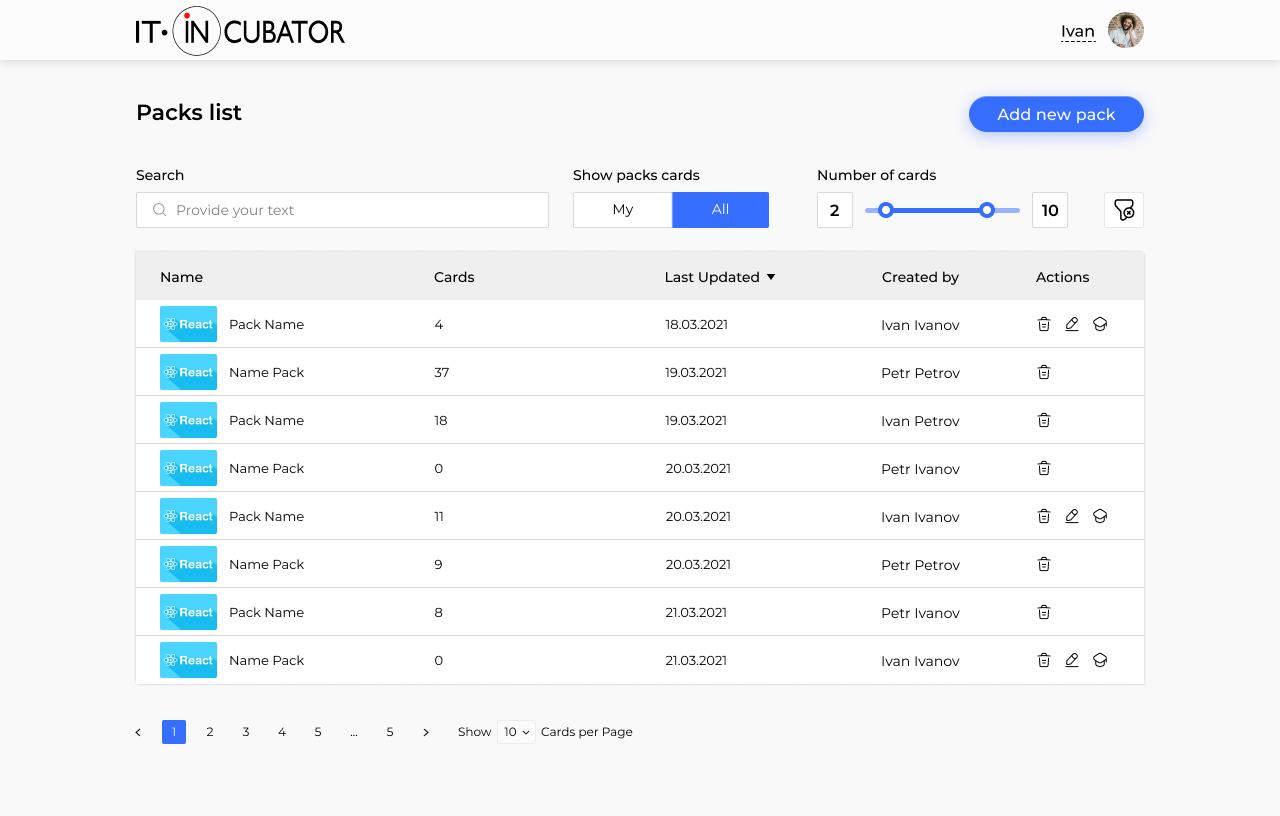 IT•INCUBATOR
Ivan
Packs list
Add new pack
Search
Show packs cards
Number of cards
Provide your text
My
All
2
10
Name Cards Last Updated Created by Actions
React Pack Name 4 18.03.2021 Ivan Ivanov
React Name Pack 37 19.03.2021 Petr Petrov
React Pack Name 18 19.03.2021 Ivan Petrov
React Name Pack 0 20.03.2021 Petr Ivanov
React Pack Name 11 20.03.2021 Ivan Ivanov
React Name Pack 9 20.03.2021 Petr Petrov
React Pack Name 8 21.03.2021 Petr Ivanov
React Name Pack 0 21.03.2021 Ivan Ivanov
1 2 3 4 5 ... 5 Show 10 Cards per Page